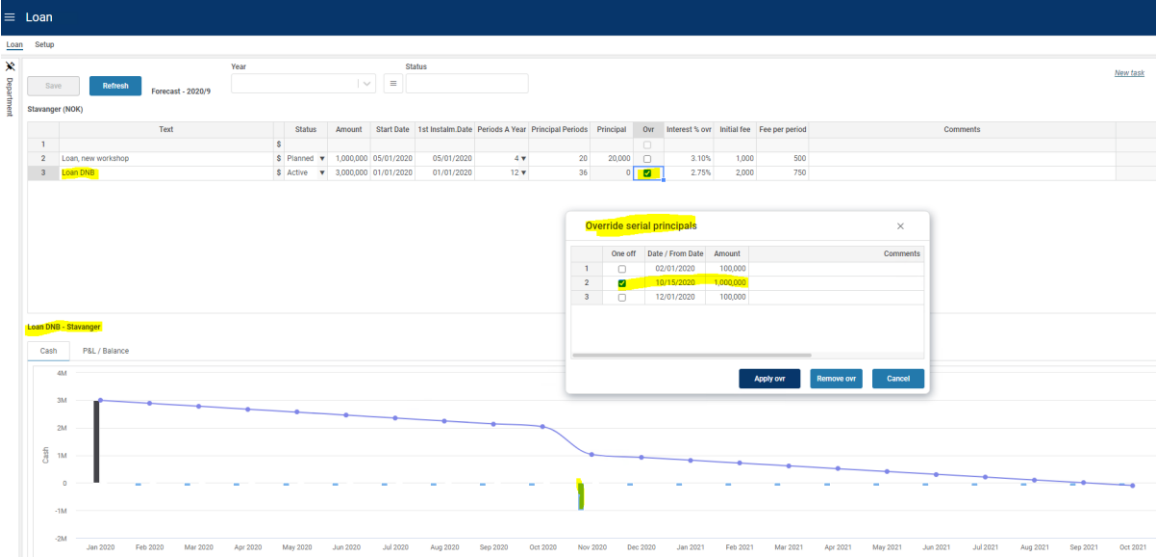 Loan
Loan Setup
Department
Year Status
Save Refresh Forecast - 2020/9 New task
Stavanger (NOK)
Text Status Amount Start Date 1st Instalm.Date Periods A Year Principal Periods Principal Ovr Interest % ovr Initial fee Fee per period Comments
1 $
2 Loan, new workshop $ Planned 1,000,000 05/01/2020 05/01/2020 4 20 20,000 3.10% 1,000 500
3 Loan DNB $ Active 3,000,000 01/01/2020 01/01/2020 12 36 0 2.75% 2,000 750
Override serial principals
One off Date / From Date Amount Comments
1 02/01/2020 100,000
2 10/15/2020 1,000,000
3 12/01/2020 100,000
Apply ovr Remove ovr Cancel
Loan DNB - Stavanger
Cash P&L / Balance
4M
3M
2M
1M
0
-1M
-2M
Cash
Jan 2020 Feb 2020 Mar 2020 Apr 2020 May 2020 Jun 2020 Jul 2020 Aug 2020 Sep 2020 Oct 2020 Nov 2020 Dec 2020 Jan 2021 Feb 2021 Mar 2021 Apr 2021 May 2021 Jun 2021 Jul 2021 Aug 2021 Sep 2021 Oct 2021